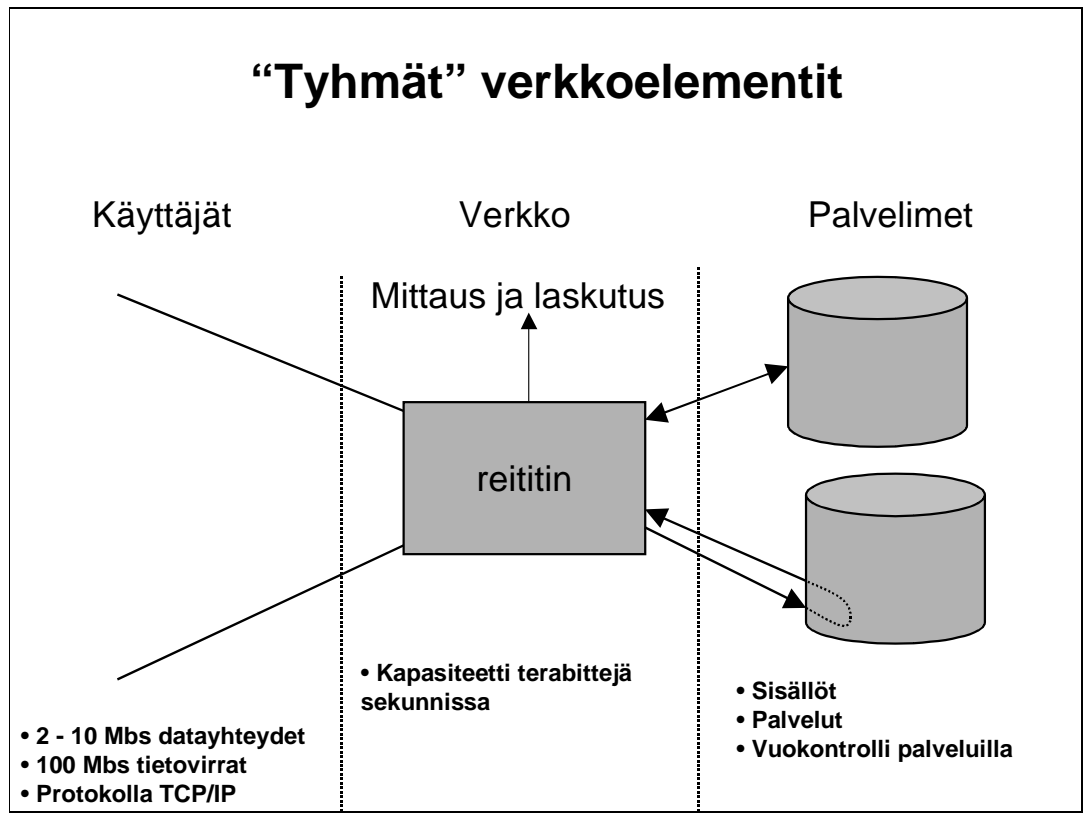 “Tyhmät” verkkoelementit
Käyttäjät
Verkko
Palvelimet
Mittaus ja laskutus
reititin
• Kapasiteetti terabittejä
sekunnissa
• Sisällöt
• Palvelut
• Vuokontrolli palveluilla
• 2 - 10 Mbs datayhteydet
• 100 Mbs tietovirrat
• Protokolla TCP/IP